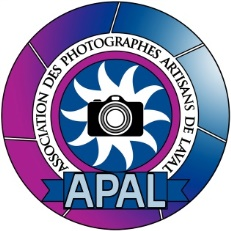 ASSOCIATION DES PHOTOGRAPHES ARTISANS DE LAVAL
APAL